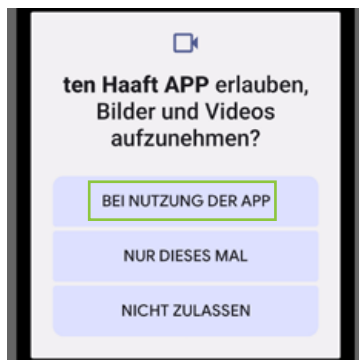 ten Haaft APP erlauben,
Bilder und Videos
aufzunehmen?
BEI NUTZUNG DER APP
NUR DIESES MAL
NICHT ZULASSEN